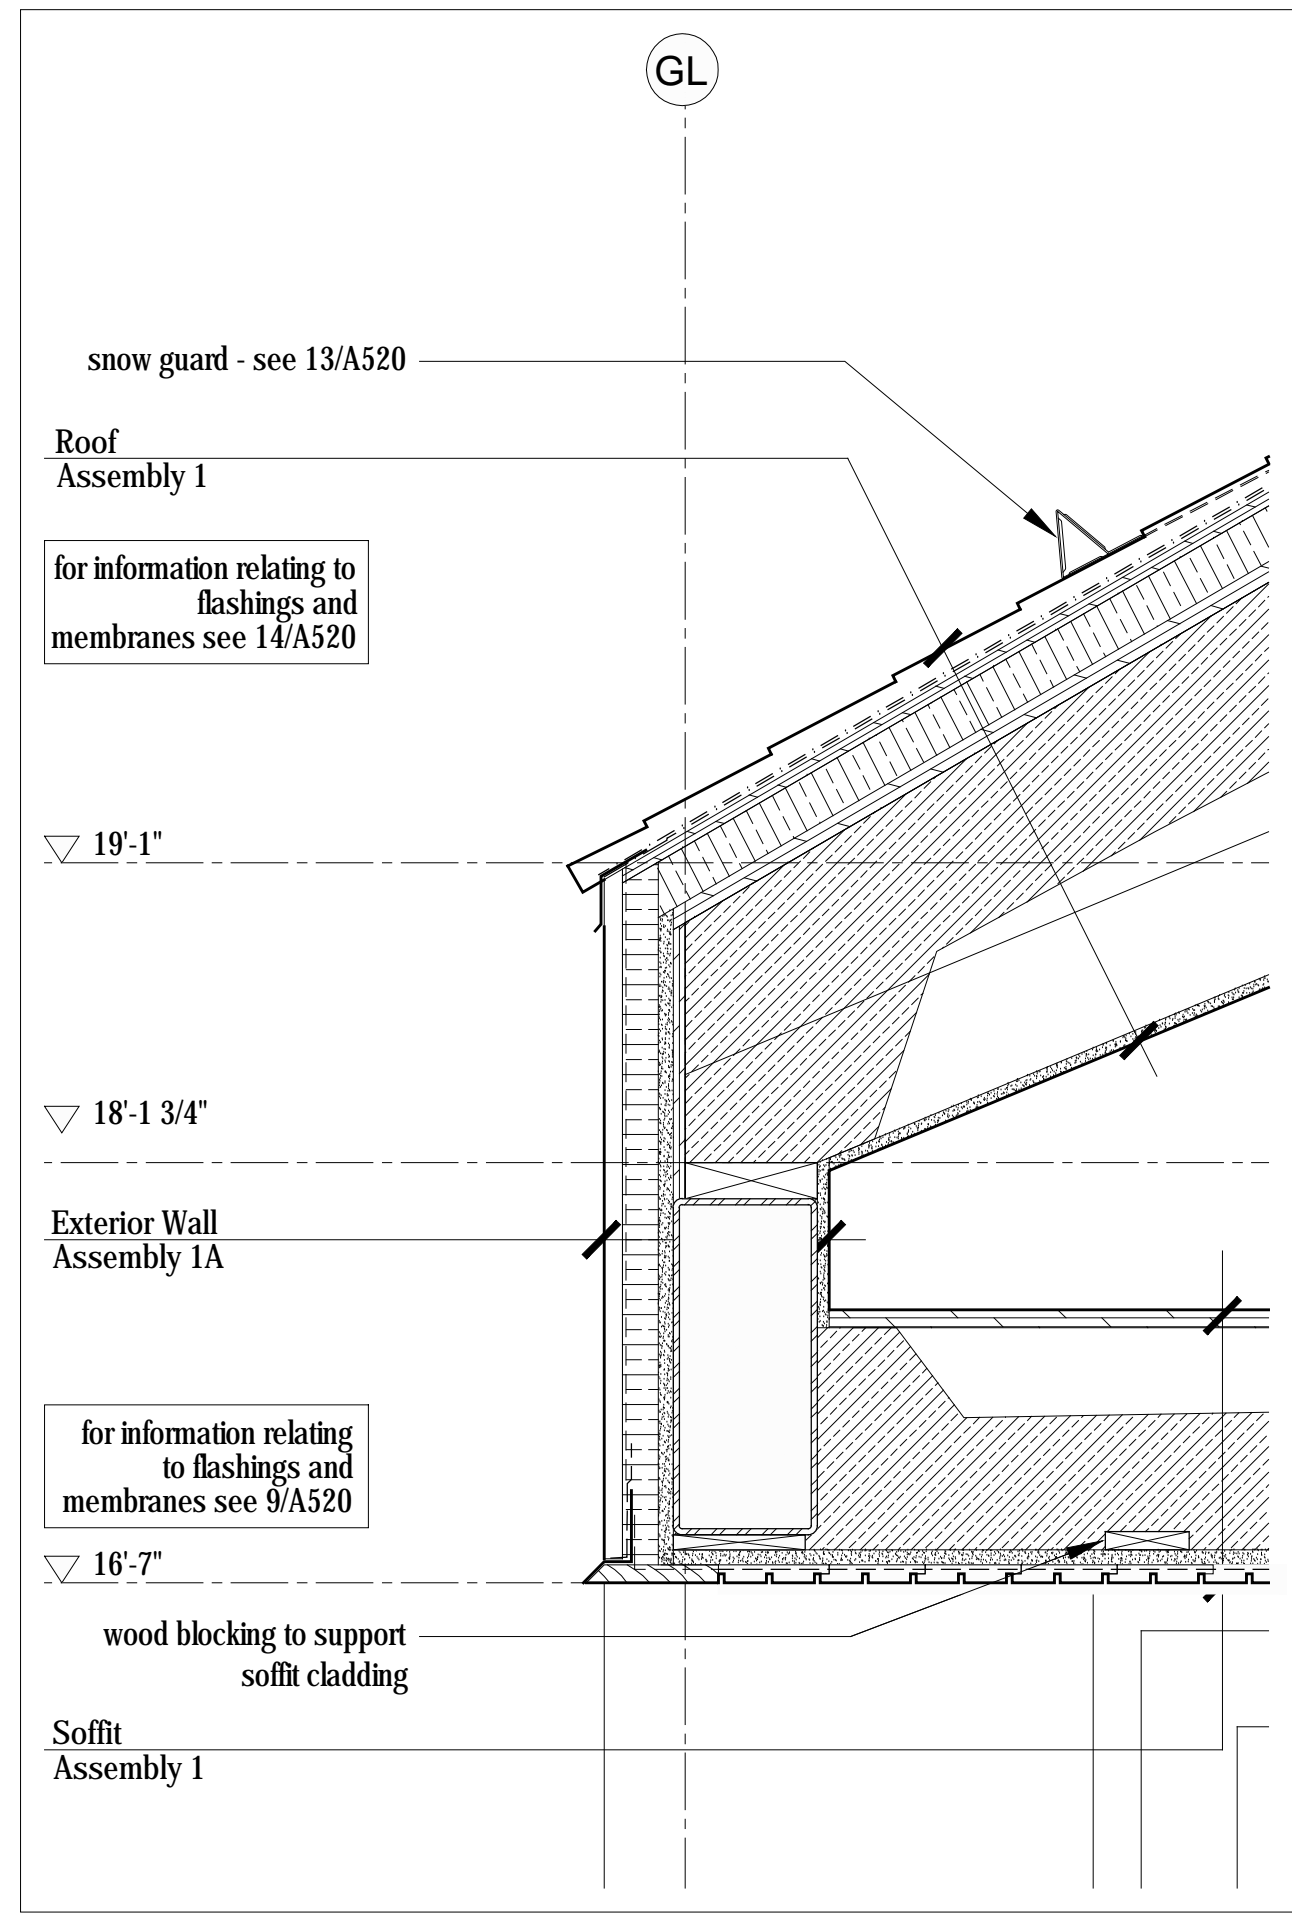 GL
snow guard - see 13/A520
Roof
Assembly 1
for information relating to
flashings and
membranes see 14/A520
19'-1"
18'-1 3/4"
Exterior Wall
Assembly 1A
for information relating
to flashings and
membranes see 9/A520
16'-7"
wood blocking to support
soffit cladding
Soffit
Assembly 1